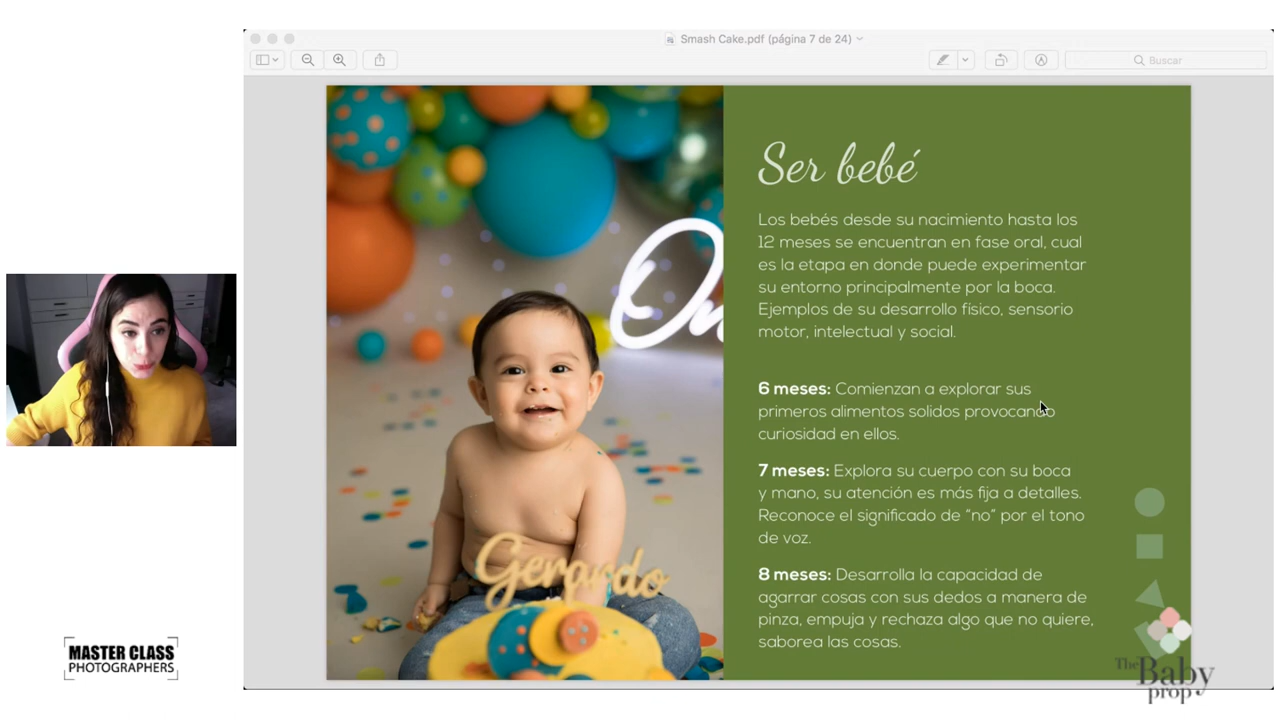 Smash Cake.pdf (página 7 de 24)
Buscar
On
Gerardo
Ser bebé
Los bebés desde su nacimiento hasta los
12 meses se encuentran en fase oral, cual
es la etapa en donde puede experimentar
su entorno principalmente por la boca.
Ejemplos de su desarrollo físico, sensorio
motor, intelectual y social.
6 meses: Comienzan a explorar sus
primeros alimentos solidos provocando
curiosidad en ellos.
7 meses: Explora su cuerpo con su boca
y mano, su atención es más fija a detalles.
Reconoce el significado de “no” por el tono
de voz.
8 meses: Desarrolla la capacidad de
agarrar cosas con sus dedos a manera de
pinza, empuja y rechaza algo que no quiere,
saborea las cosas.
MASTER CLASS
PHOTOGRAPHERS
The Baby
prop